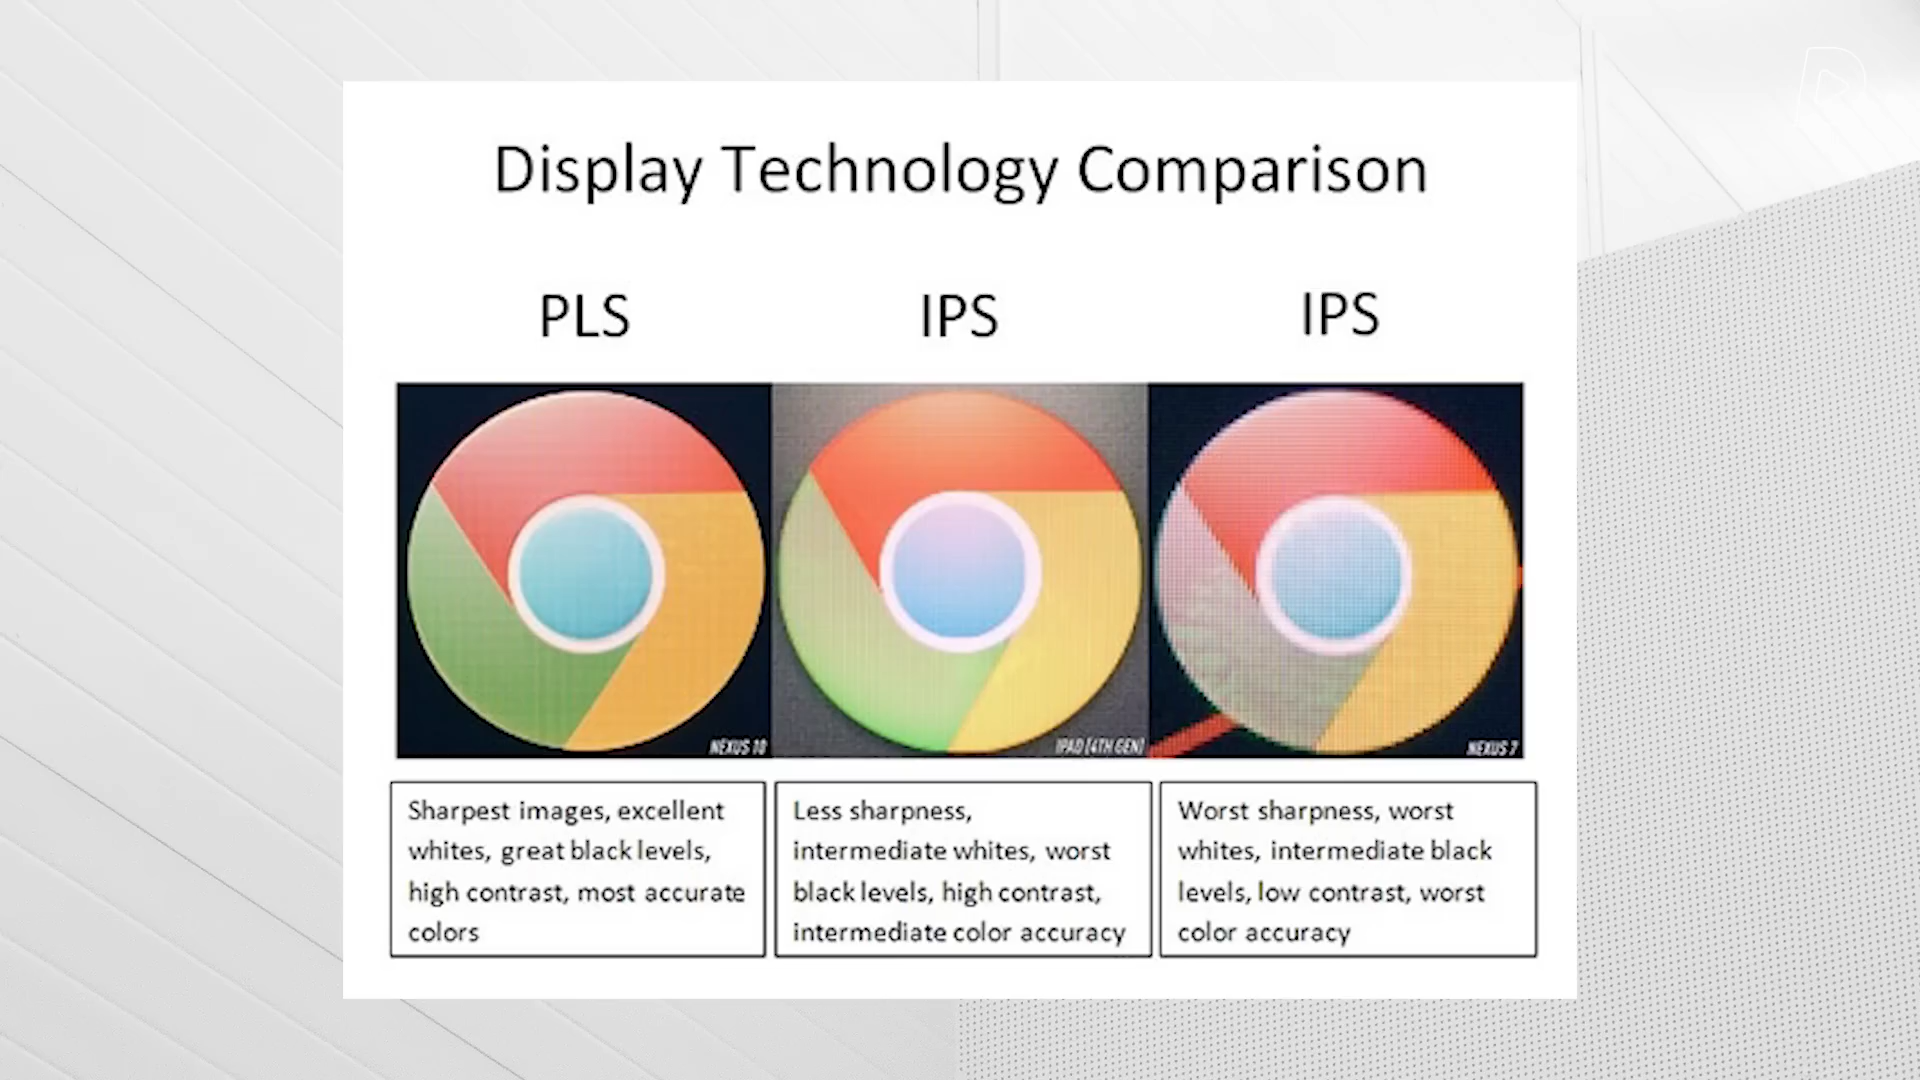 Display Technology Comparison
PLS
IPS
IPS
NEXUS 10
IPAD [4TH GEN]
NEXUS 7
Sharpest images, excellent
whites, great black levels,
high contrast, most accurate
colors
Less sharpness,
intermediate whites, worst
black levels, high contrast,
intermediate color accuracy
Worst sharpness, worst
whites, intermediate black
levels, low contrast, worst
color accuracy